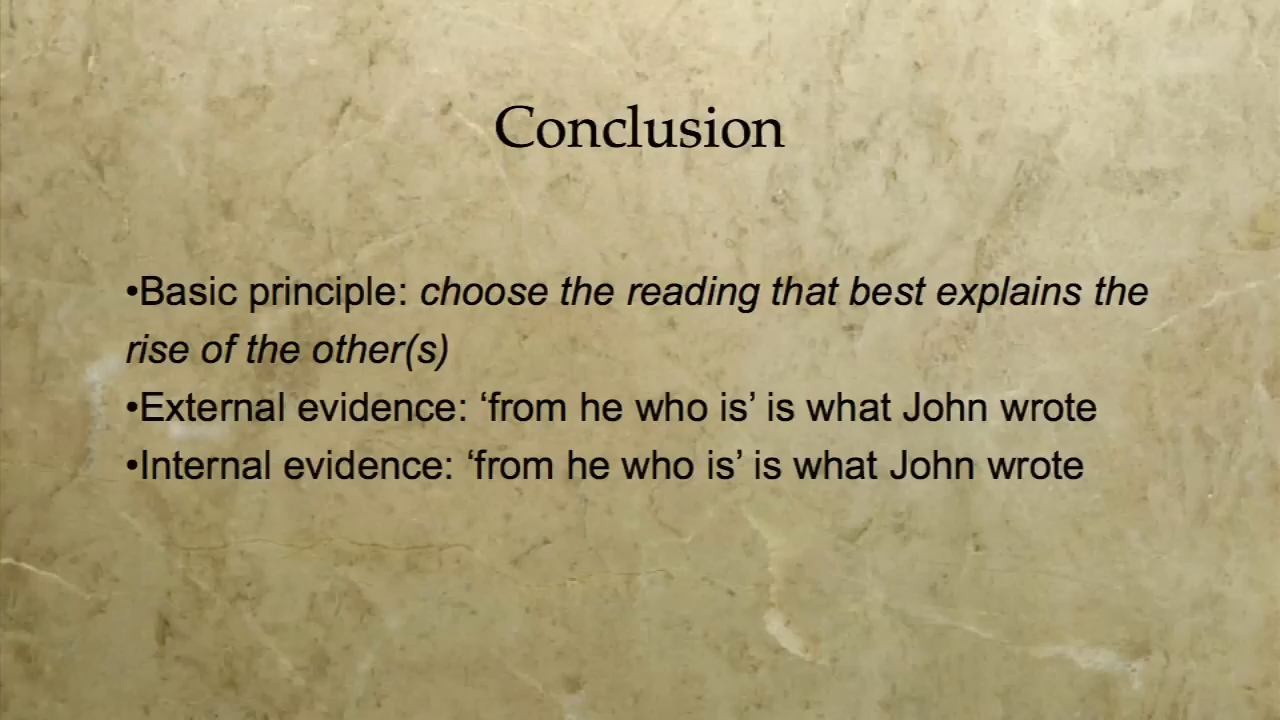 Conclusion
•Basic principle: choose the reading that best explains the
rise of the other(s)
•External evidence: ‘from he who is’ is what John wrote
•Internal evidence: ‘from he who is’ is what John wrote